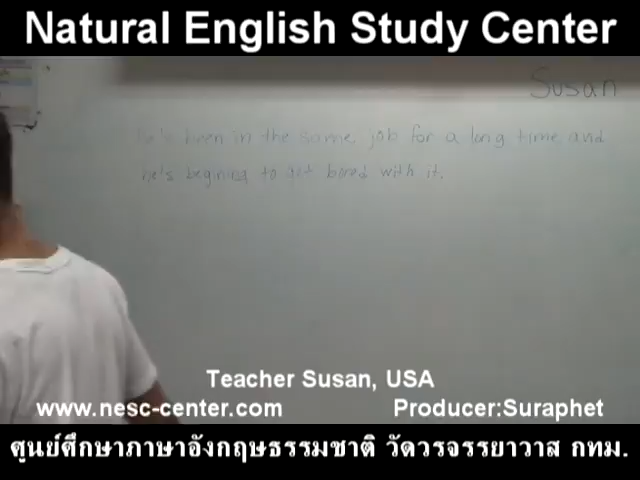 Natural English Study Center
Susan
he's been in the same job for a long time and
he's begining to get bored with it.
Teacher Susan, USA
www.nesc-center.com Producer:Suraphet
ศูนย์ศึกษาภาษาอังกฤษธรรมชาติ วัดวรจรรยาวาส กทม.